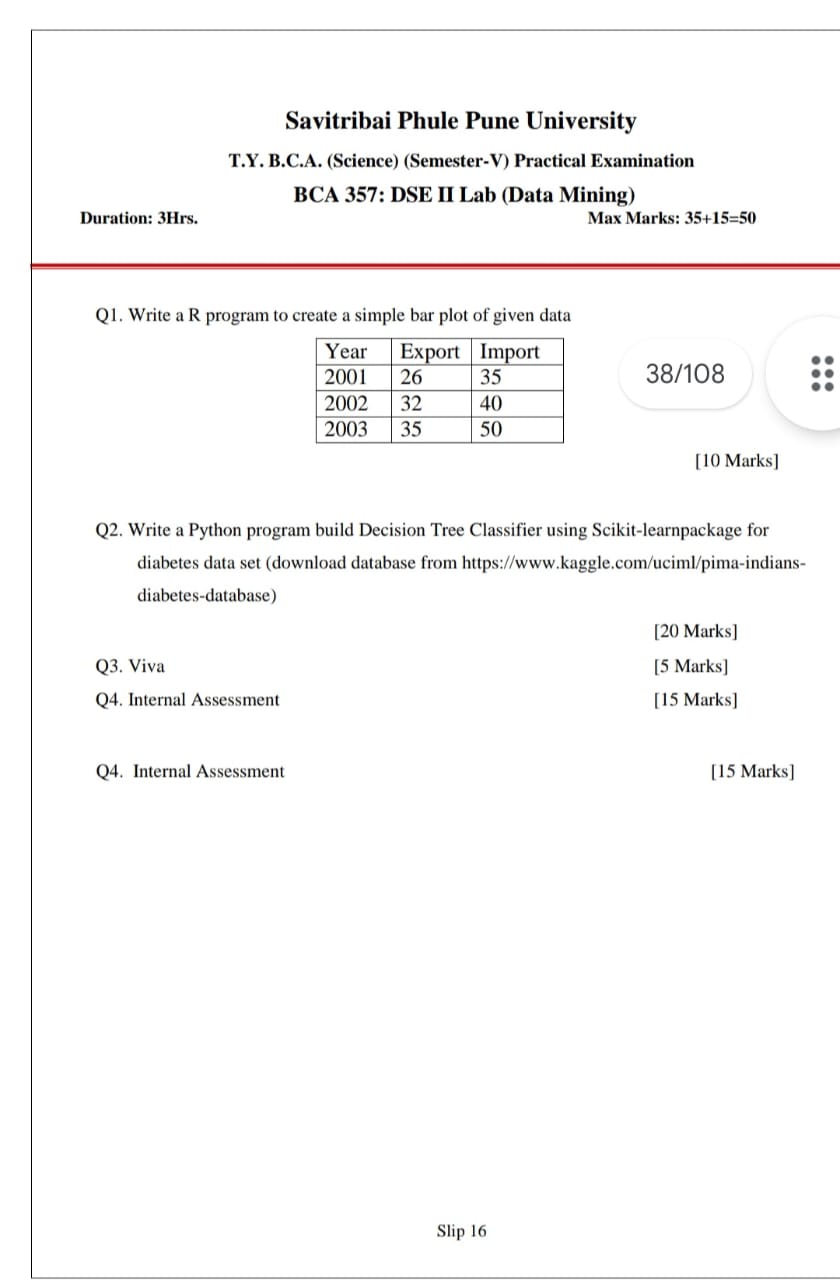 Savitribai Phule Pune University
T.Y. B.C.A. (Science) (Semester-V) Practical Examination
BCA 357: DSE II Lab (Data Mining)
Duration: 3Hrs. Max Marks: 35+15=50
Q1. Write a R program to create a simple bar plot of given data
Year Export Import
2001 26 35
38/108
2002 32 40
2003 35 50
[10 Marks]
Q2. Write a Python program build Decision Tree Classifier using Scikit-learnpackage for
diabetes data set (download database from https://www.kaggle.com/uciml/pima-indians-
diabetes-database)
[20 Marks]
Q3. Viva [5 Marks]
Q4. Internal Assessment [15 Marks]
Q4. Internal Assessment [15 Marks]
Slip 16